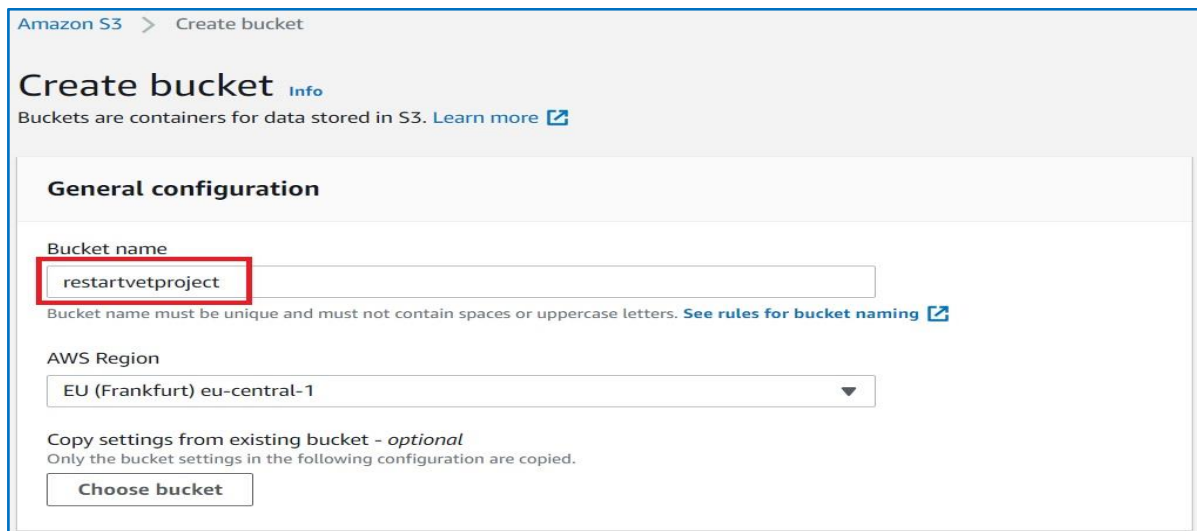 Amazon S3 > Create bucket
Create bucket Info
Buckets are containers for data stored in S3. Learn more
General configuration
Bucket name
restartvetproject
Bucket name must be unique and must not contain spaces or uppercase letters. See rules for bucket naming
AWS Region
EU (Frankfurt) eu-central-1
Copy settings from existing bucket - optional
Only the bucket settings in the following configuration are copied.
Choose bucket